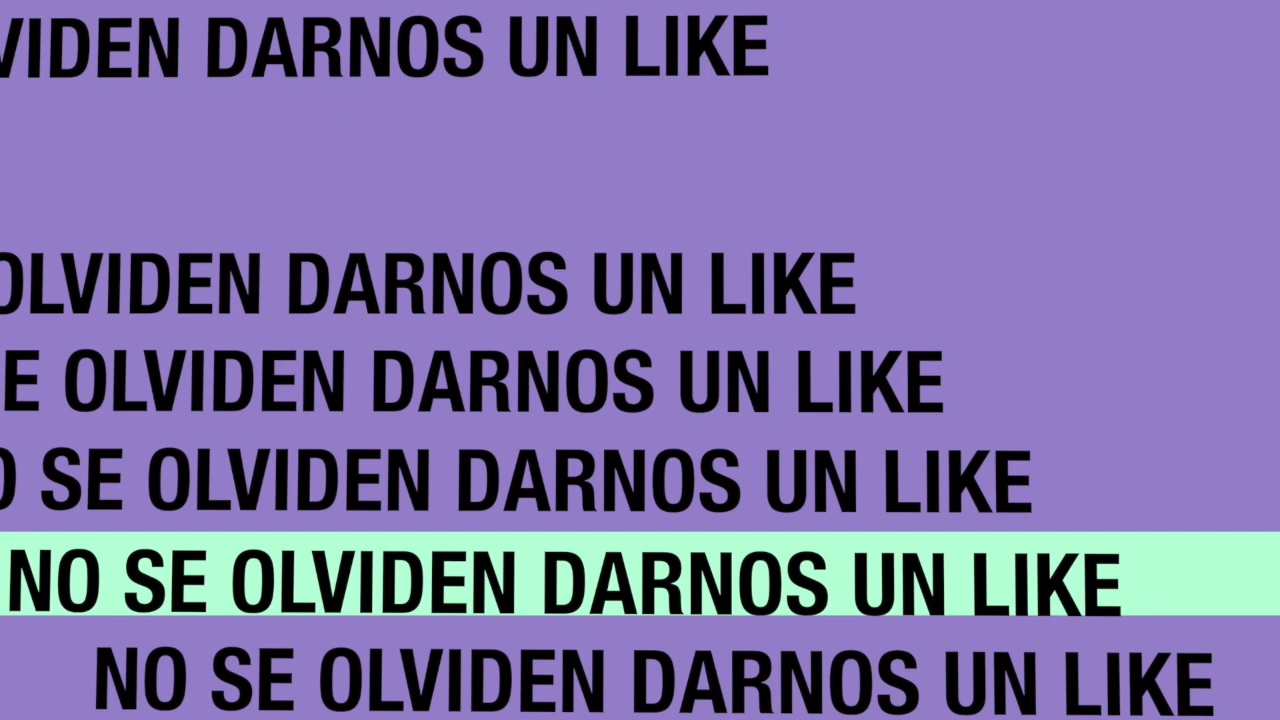 VIDEN DARNOS UN LIKE
OLVIDEN DARNOS UN LIKE
E OLVIDEN DARNOS UN LIKE
O SE OLVIDEN DARNOS UN LIKE
NO SE OLVIDEN DARNOS UN LIKE
NO SE OLVIDEN DARNOS UN LIKE